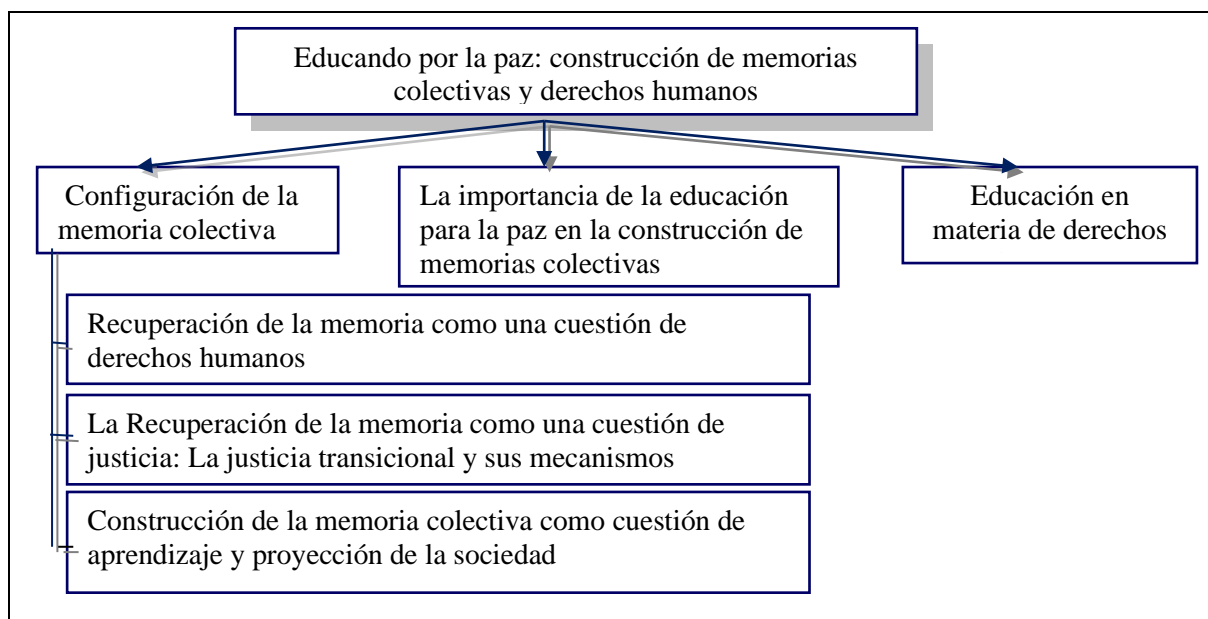 Educando por la paz: construcción de memorias
colectivas y derechos humanos
Configuración de la
memoria colectiva
La importancia de la educación
para la paz en la construcción de
memorias colectivas
Educación en
materia de derechos
Recuperación de la memoria como una cuestión de
derechos humanos
La Recuperación de la memoria como una cuestión de
justicia: La justicia transicional y sus mecanismos
Construcción de la memoria colectiva como cuestión de
aprendizaje y proyección de la sociedad